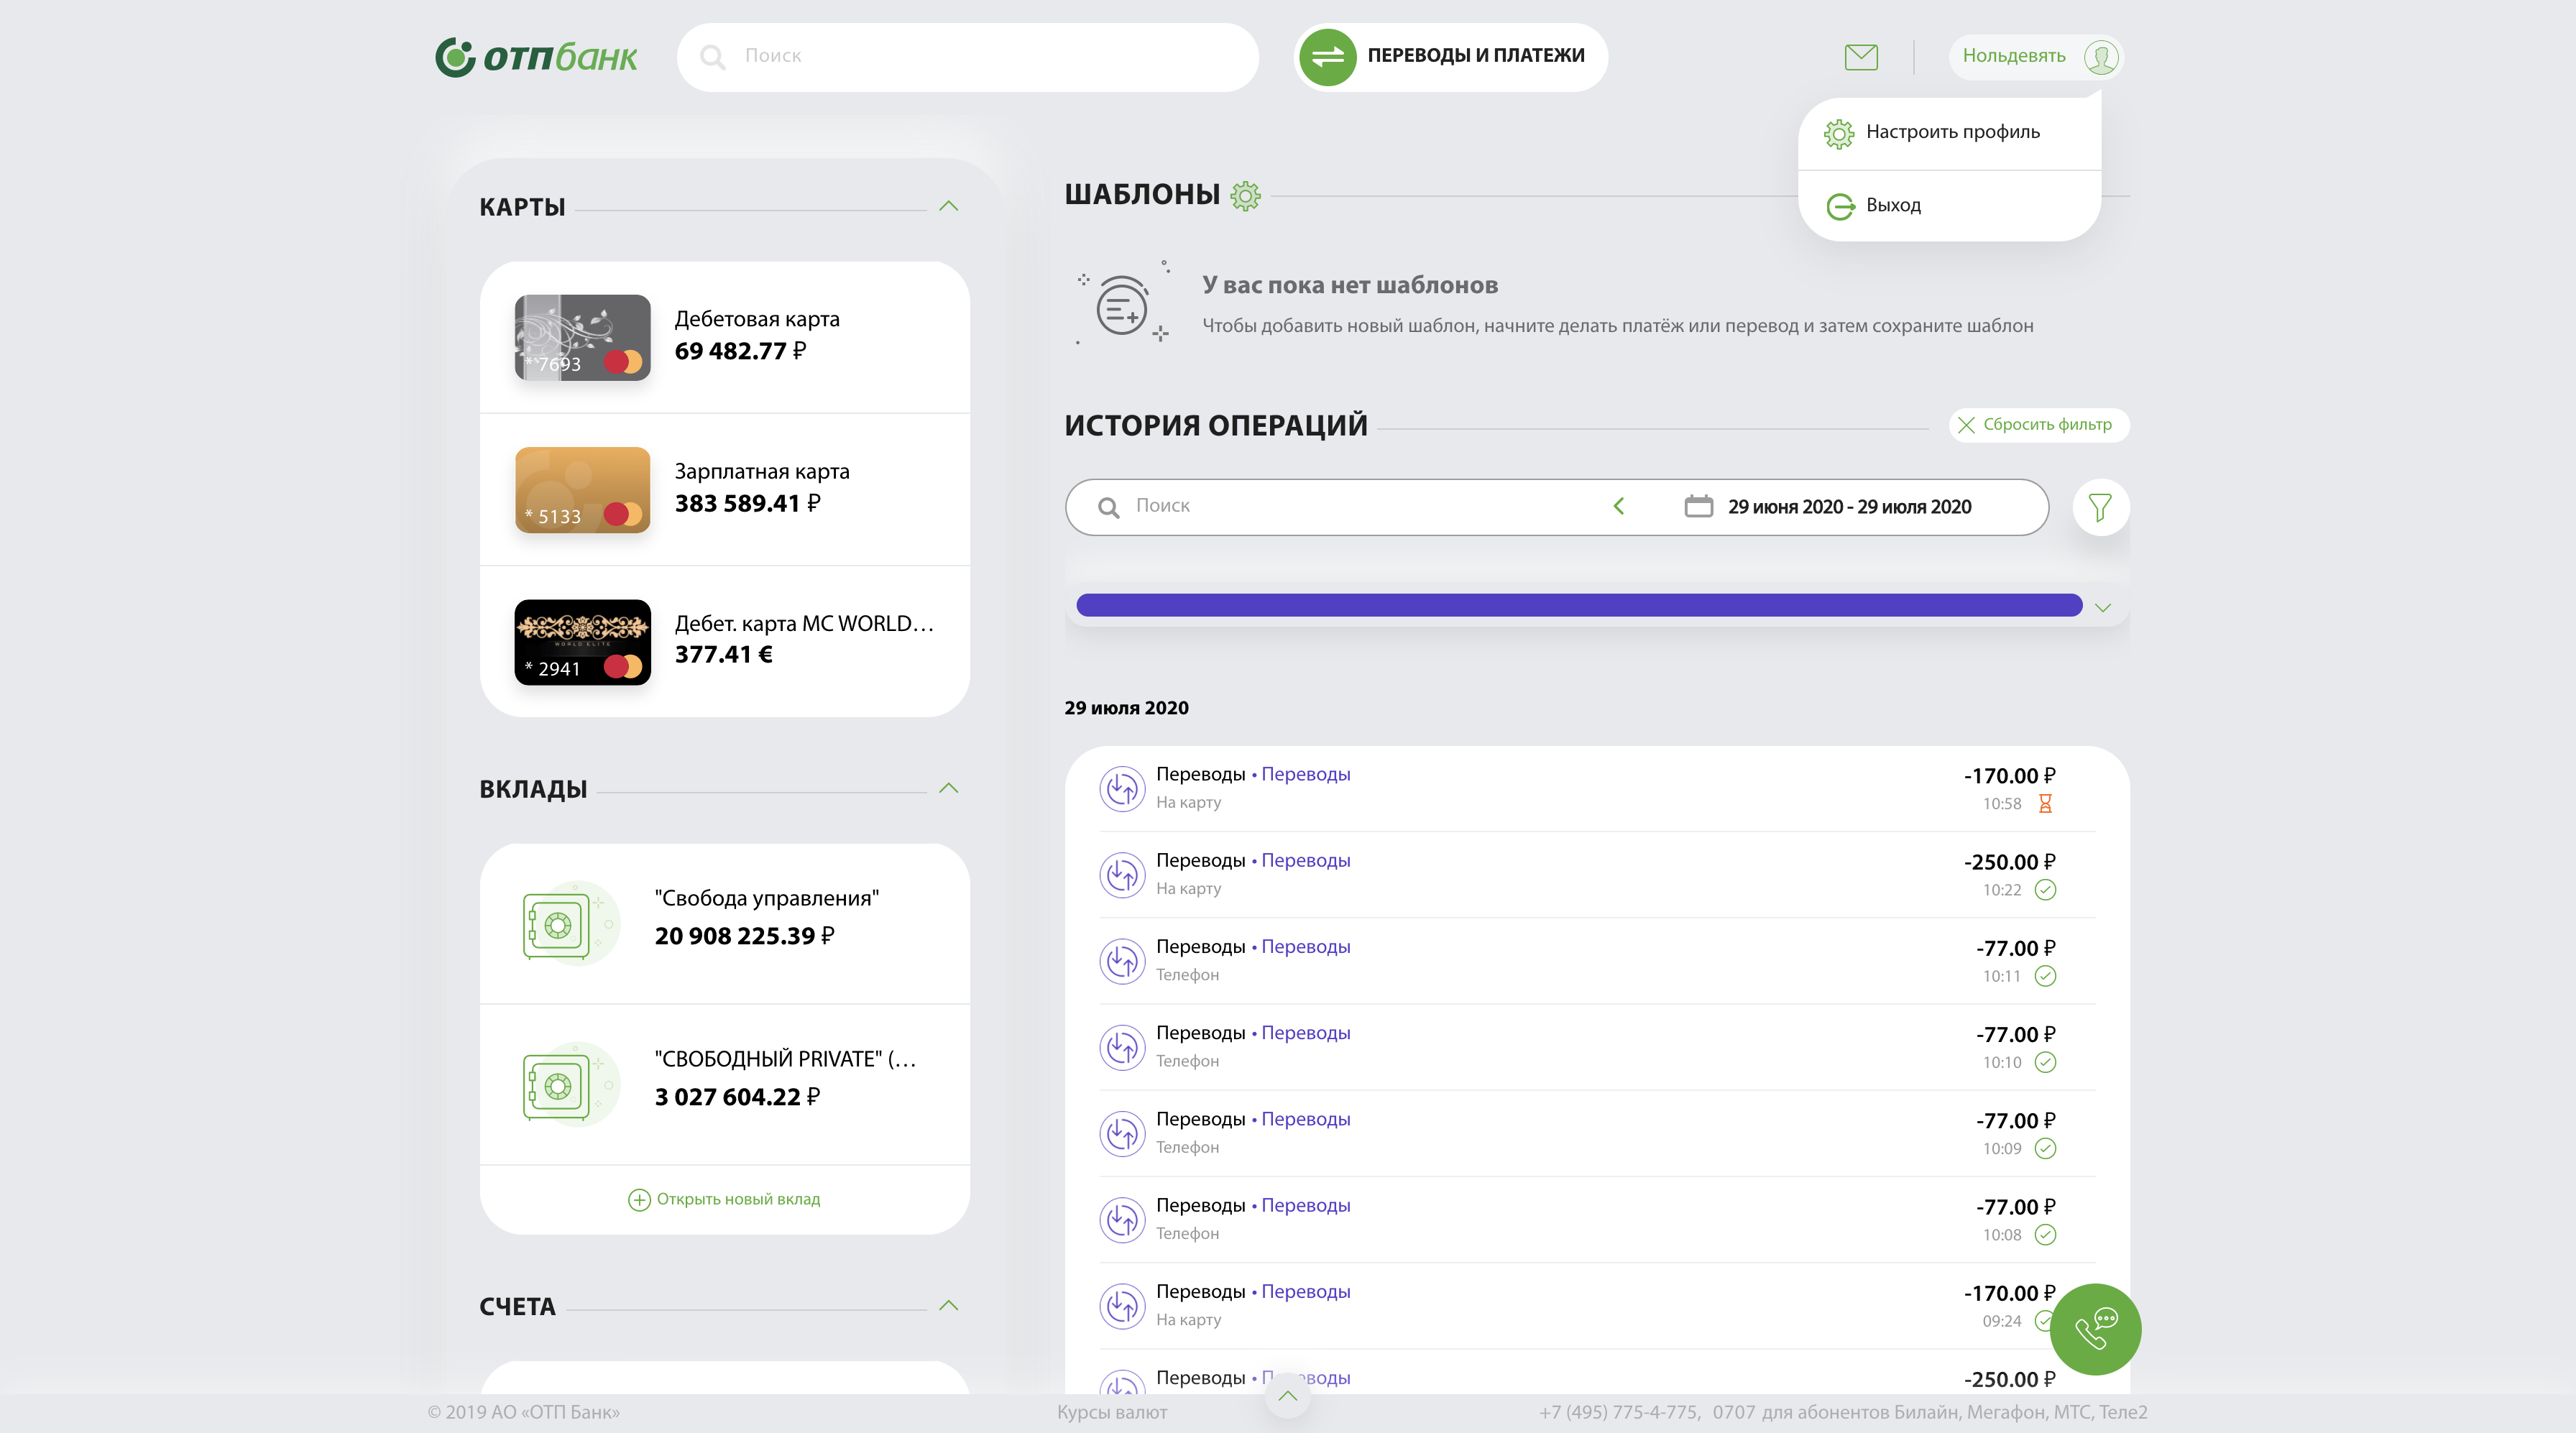 ОТПбанк
Поиск
ПЕРЕВОДЫ И ПЛАТЕЖИ
Нольдевять
Настроить профиль
Выход
КАРТЫ
* 7693
Дебетовая карта
69 482.77 ₽
* 5133
Зарплатная карта
383 589.41 ₽
WORLD ELITE
* 2941
Дебет. карта MC WORLD…
377.41 €
ВКЛАДЫ
"Свобода управления"
20 908 225.39 ₽
"СВОБОДНЫЙ PRIVATE" (…
3 027 604.22 ₽
Открыть новый вклад
СЧЕТА
ШАБЛОНЫ
У вас пока нет шаблонов
Чтобы добавить новый шаблон, начните делать платёж или перевод и затем сохраните шаблон
ИСТОРИЯ ОПЕРАЦИЙ
Сбросить фильтр
Поиск
29 июня 2020 - 29 июля 2020
29 июля 2020
Переводы • Переводы
-170.00 ₽
На карту
10:58
Переводы • Переводы
-250.00 ₽
На карту
10:22
Переводы • Переводы
-77.00 ₽
Телефон
10:11
Переводы • Переводы
-77.00 ₽
Телефон
10:10
Переводы • Переводы
-77.00 ₽
Телефон
10:09
Переводы • Переводы
-77.00 ₽
Телефон
10:08
Переводы • Переводы
-170.00 ₽
На карту
09:24
Переводы • Переводы
-250.00 ₽
© 2019 АО «ОТП Банк»
Курсы валют
+7 (495) 775-4-775, 0707 для абонентов Билайн, Мегафон, МТС, Теле2